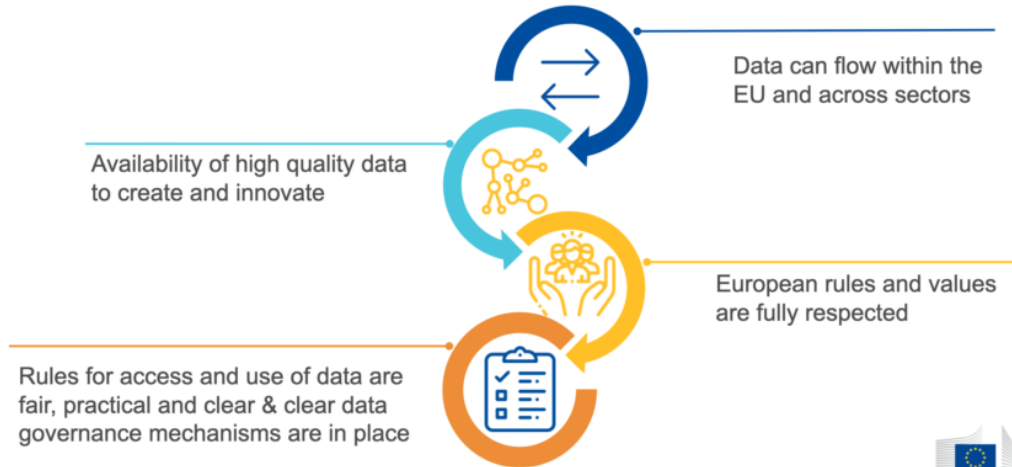 Data can flow within the
EU and across sectors
Availability of high quality data
to create and innovate
European rules and values
are fully respected
Rules for access and use of data are
fair, practical and clear & clear data
governance mechanisms are in place